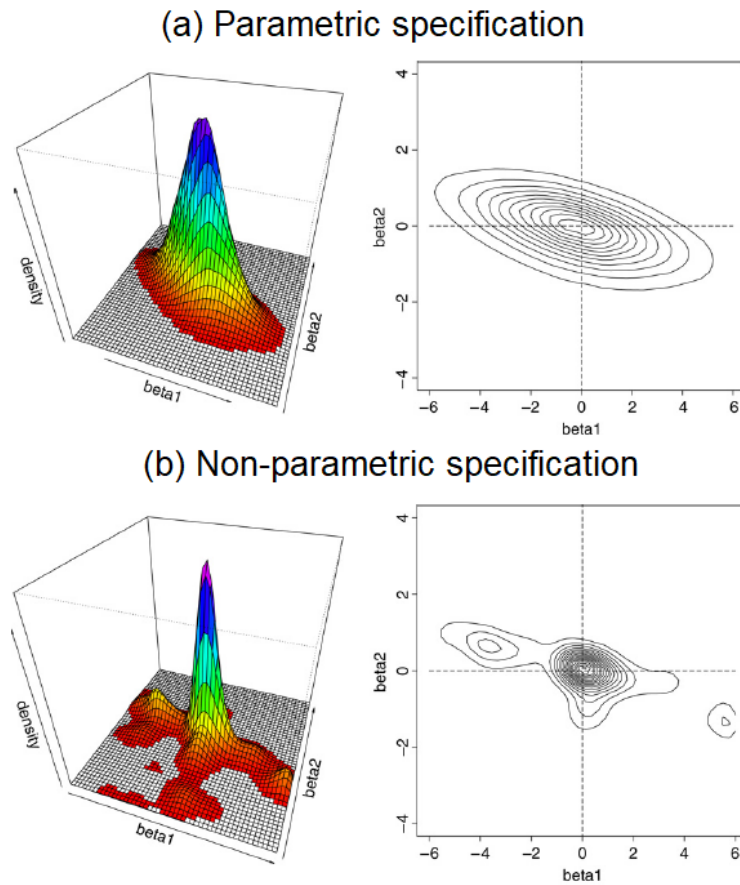 (a) Parametric specification
density
beta1
beta2
beta2
4
2
0
−2
−4
−6
−4
−2
0
2
4
6
beta1
(b) Non-parametric specification
density
beta1
beta2
beta2
4
2
0
−2
−4
−6
−4
−2
0
2
4
6
beta1